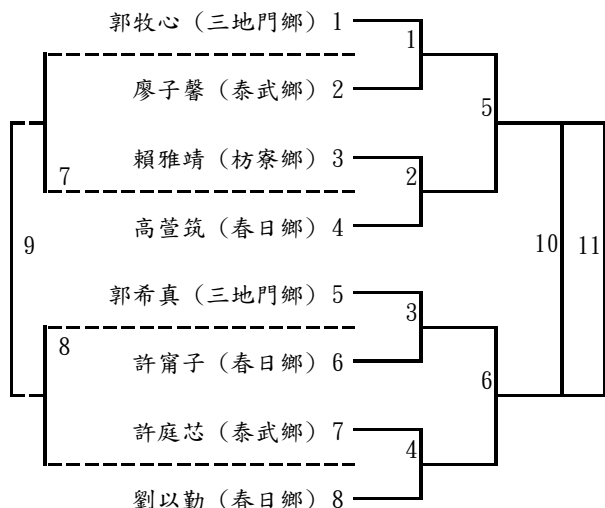 郭牧心（三地門鄉）1
1
廖子馨（泰武鄉）2
5
賴雅靖（枋寮鄉）3
7
2
高萱筑（春日鄉）4
9
10
11
郭希真（三地門鄉）5
3
8
許甯子（春日鄉）6
6
許庭芯（泰武鄉）7
4
劉以勤（春日鄉）8